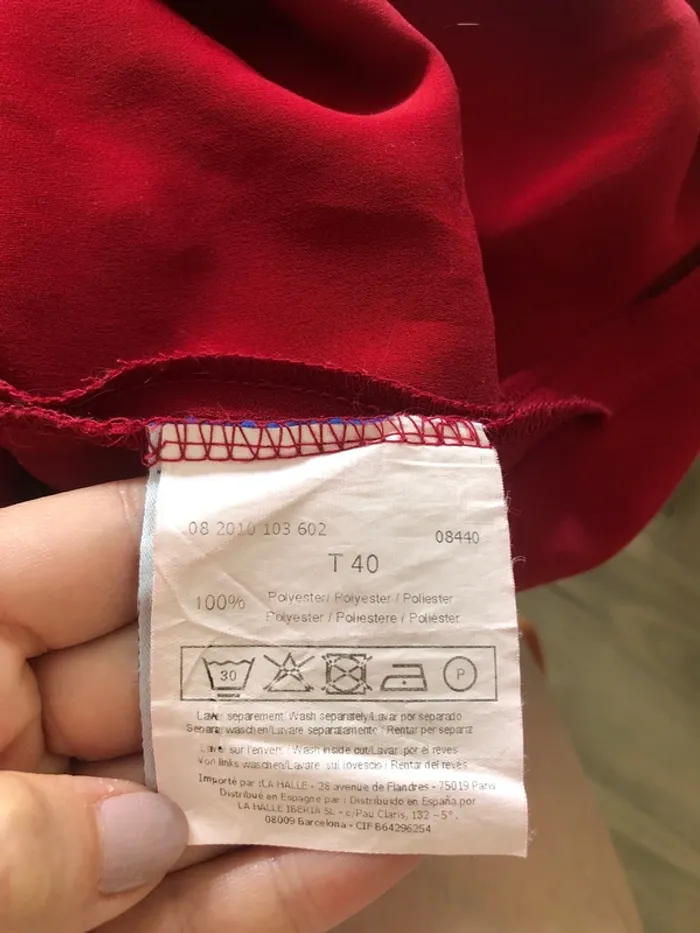 08 2010 103 602
08440
T 40
100% Polyester / Polyester / Poliester
Polyester / Poliestere / Poliéster
30 P
Laver separement/Wash separately/Lavar por separado
Separat waschen/Lavare separatamente / Rentar per separat
Laver sur l'envers / Wash inside out/Lavar por el reves
Von links waschen/Lavare sul rovescio / Rentar del revés
Importé par :LA HALLE - 28 avenue de Flandres - 75019 Paris
Distribué en Espagne par : Distribuido en España por
LA HALLE IBERIA SL - c/Pau Claris, 132 - 5°.
08009 Barcelona - CIF B64296254